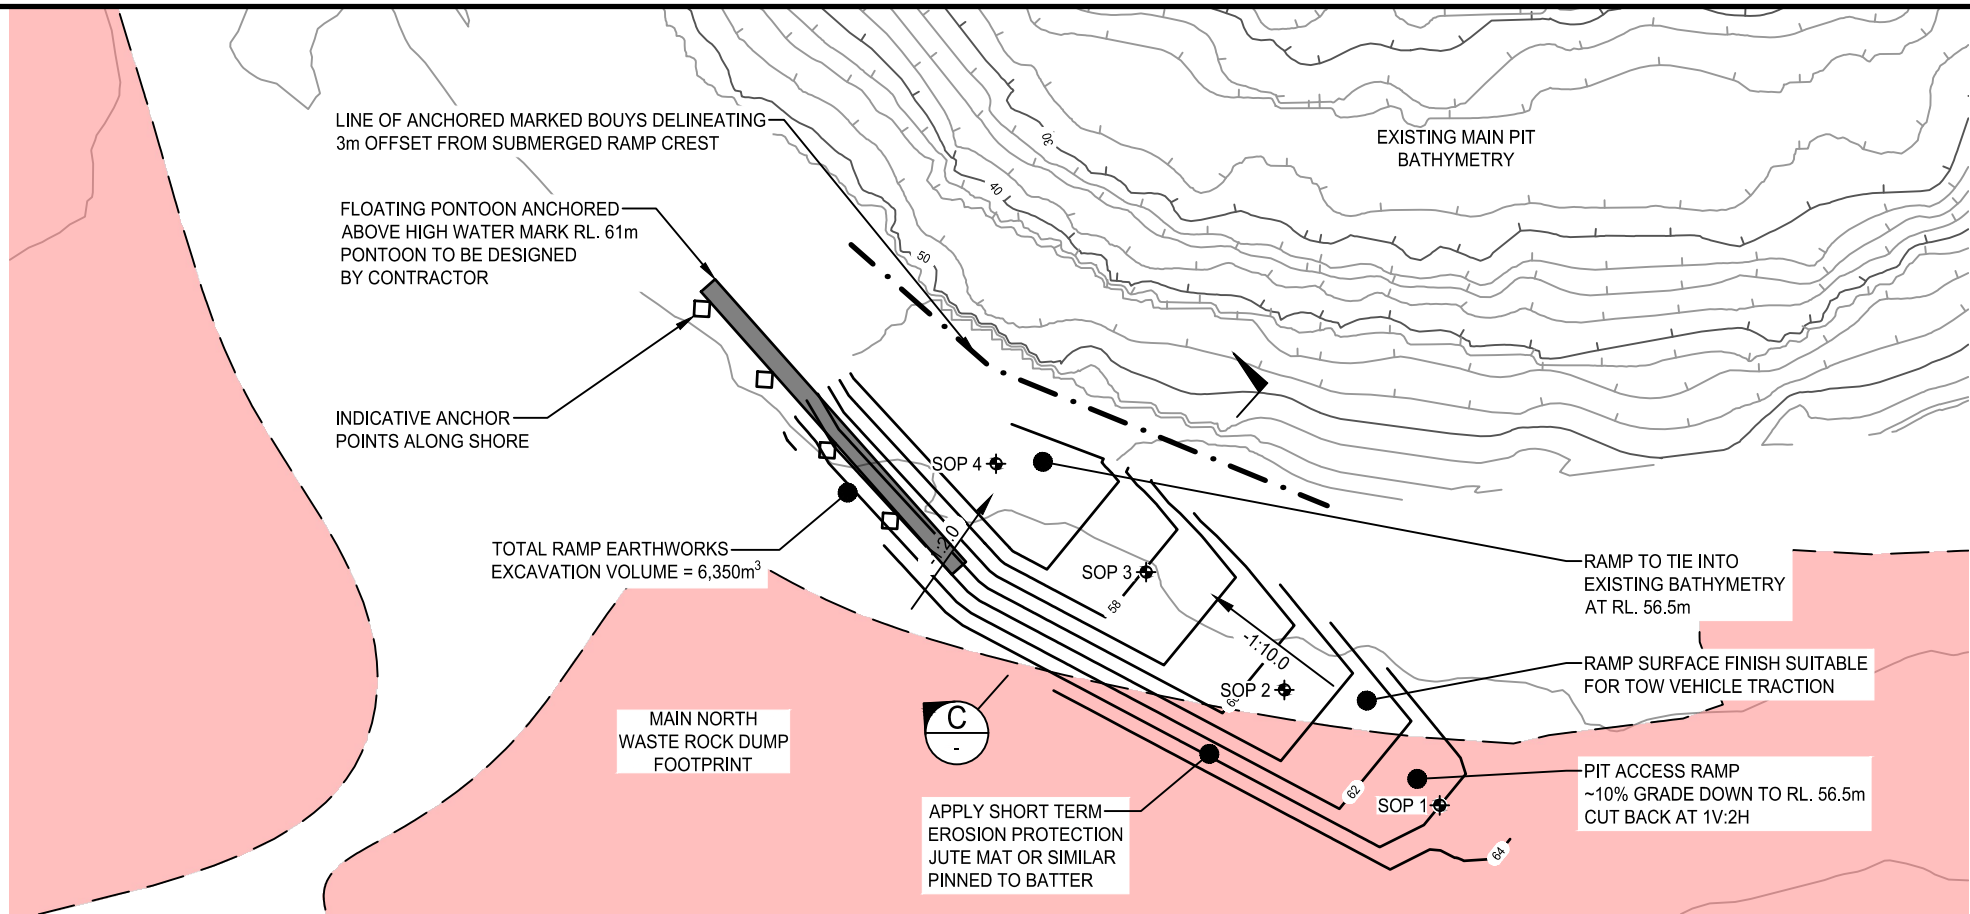 LINE OF ANCHORED MARKED BOUYS DELINEATING
3m OFFSET FROM SUBMERGED RAMP CREST
FLOATING PONTOON ANCHORED
ABOVE HIGH WATER MARK RL. 61m
PONTOON TO BE DESIGNED
BY CONTRACTOR
INDICATIVE ANCHOR
POINTS ALONG SHORE
TOTAL RAMP EARTHWORKS
EXCAVATION VOLUME = 6,350m³
EXISTING MAIN PIT
BATHYMETRY
30
40
50
SOP 4
SOP 3
SOP 2
SOP 1
58
62
64
-1:10.0
RAMP TO TIE INTO
EXISTING BATHYMETRY
AT RL. 56.5m
RAMP SURFACE FINISH SUITABLE
FOR TOW VEHICLE TRACTION
PIT ACCESS RAMP
~10% GRADE DOWN TO RL. 56.5m
CUT BACK AT 1V:2H
MAIN NORTH
WASTE ROCK DUMP
FOOTPRINT
C
-
APPLY SHORT TERM
EROSION PROTECTION
JUTE MAT OR SIMILAR
PINNED TO BATTER